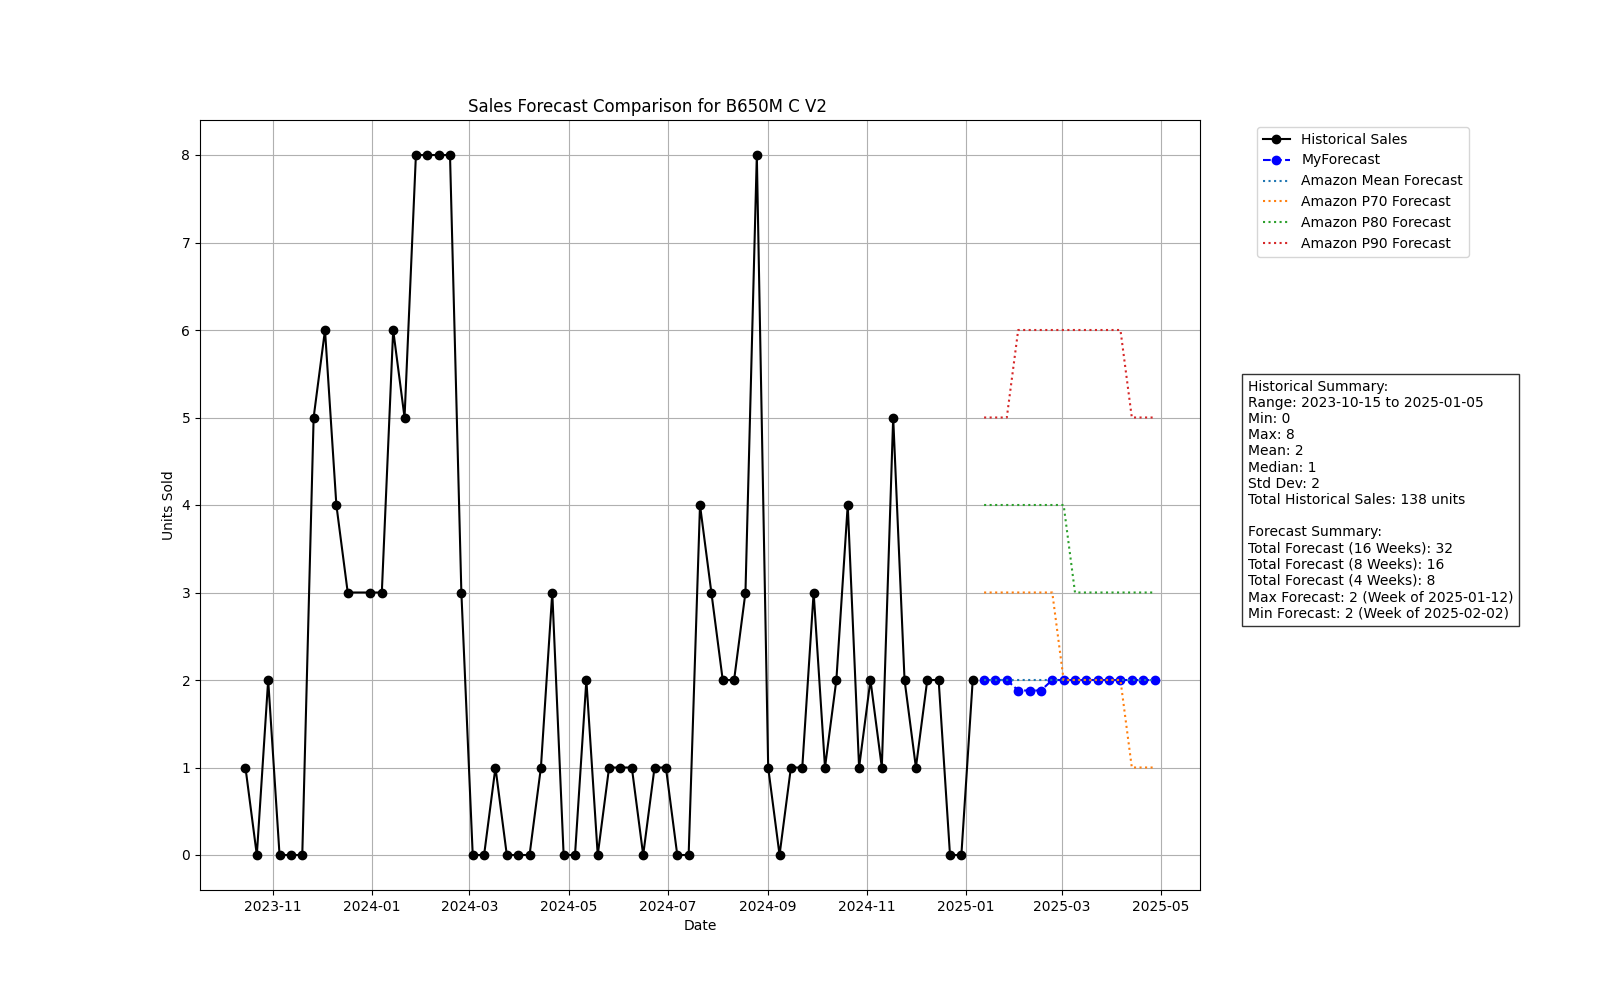 Sales Forecast Comparison for B650M C V2
Historical Sales
MyForecast
Amazon Mean Forecast
Amazon P70 Forecast
Amazon P80 Forecast
Amazon P90 Forecast
8
7
6
5
4
3
2
1
0
Units Sold
2023-11
2024-01
2024-03
2024-05
2024-07
2024-09
2024-11
2025-01
2025-03
2025-05
Date
Historical Summary:
Range: 2023-10-15 to 2025-01-05
Min: 0
Max: 8
Mean: 2
Median: 1
Std Dev: 2
Total Historical Sales: 138 units
Forecast Summary:
Total Forecast (16 Weeks): 32
Total Forecast (8 Weeks): 16
Total Forecast (4 Weeks): 8
Max Forecast: 2 (Week of 2025-01-12)
Min Forecast: 2 (Week of 2025-02-02)